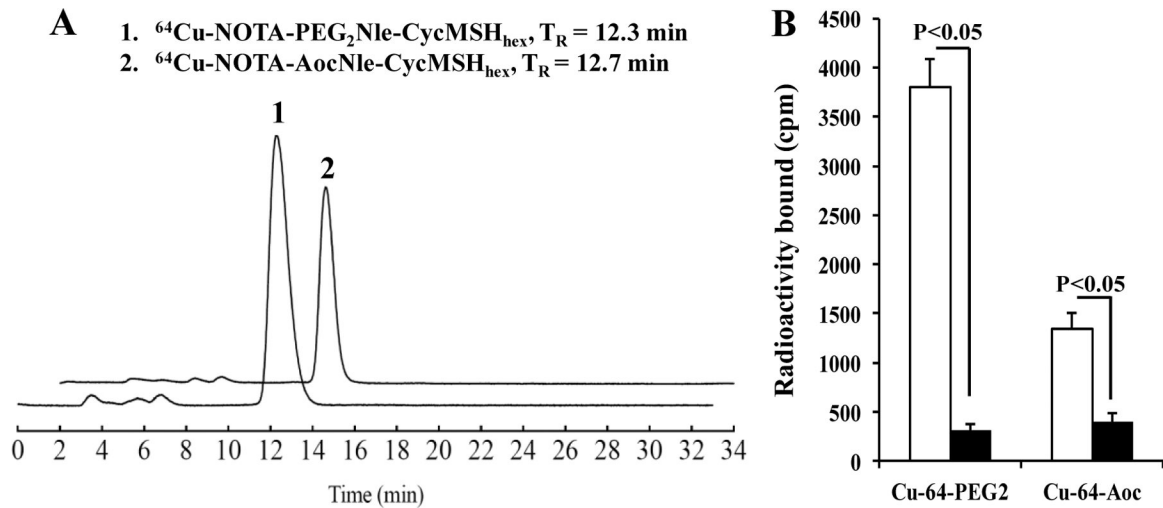 A
1. ⁶⁴Cu-NOTA-PEG₂Nle-CycMSHₕₑₓ, Tᴿ = 12.3 min
2. ⁶⁴Cu-NOTA-AocNle-CycMSHₕₑₓ, Tᴿ = 12.7 min
1
2
0 2 4 6 8 10 12 14 16 18 20 22 24 26 28 30 32 34
Time (min)
B
Radioactivity bound (cpm)
4500
4000
3500
3000
2500
2000
1500
1000
500
0
P<0.05
P<0.05
Cu-64-PEG2 Cu-64-Aoc